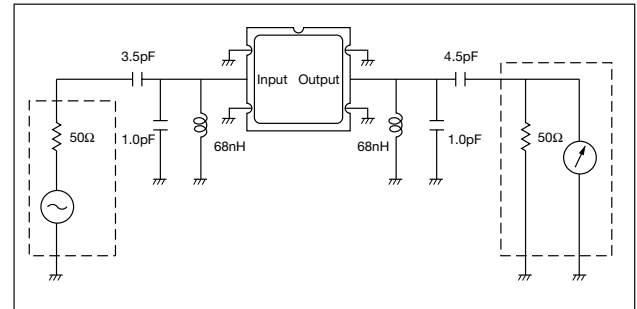 3.5pF
4.5pF
Input Output
50Ω
1.0pF
68nH
68nH
1.0pF
50Ω